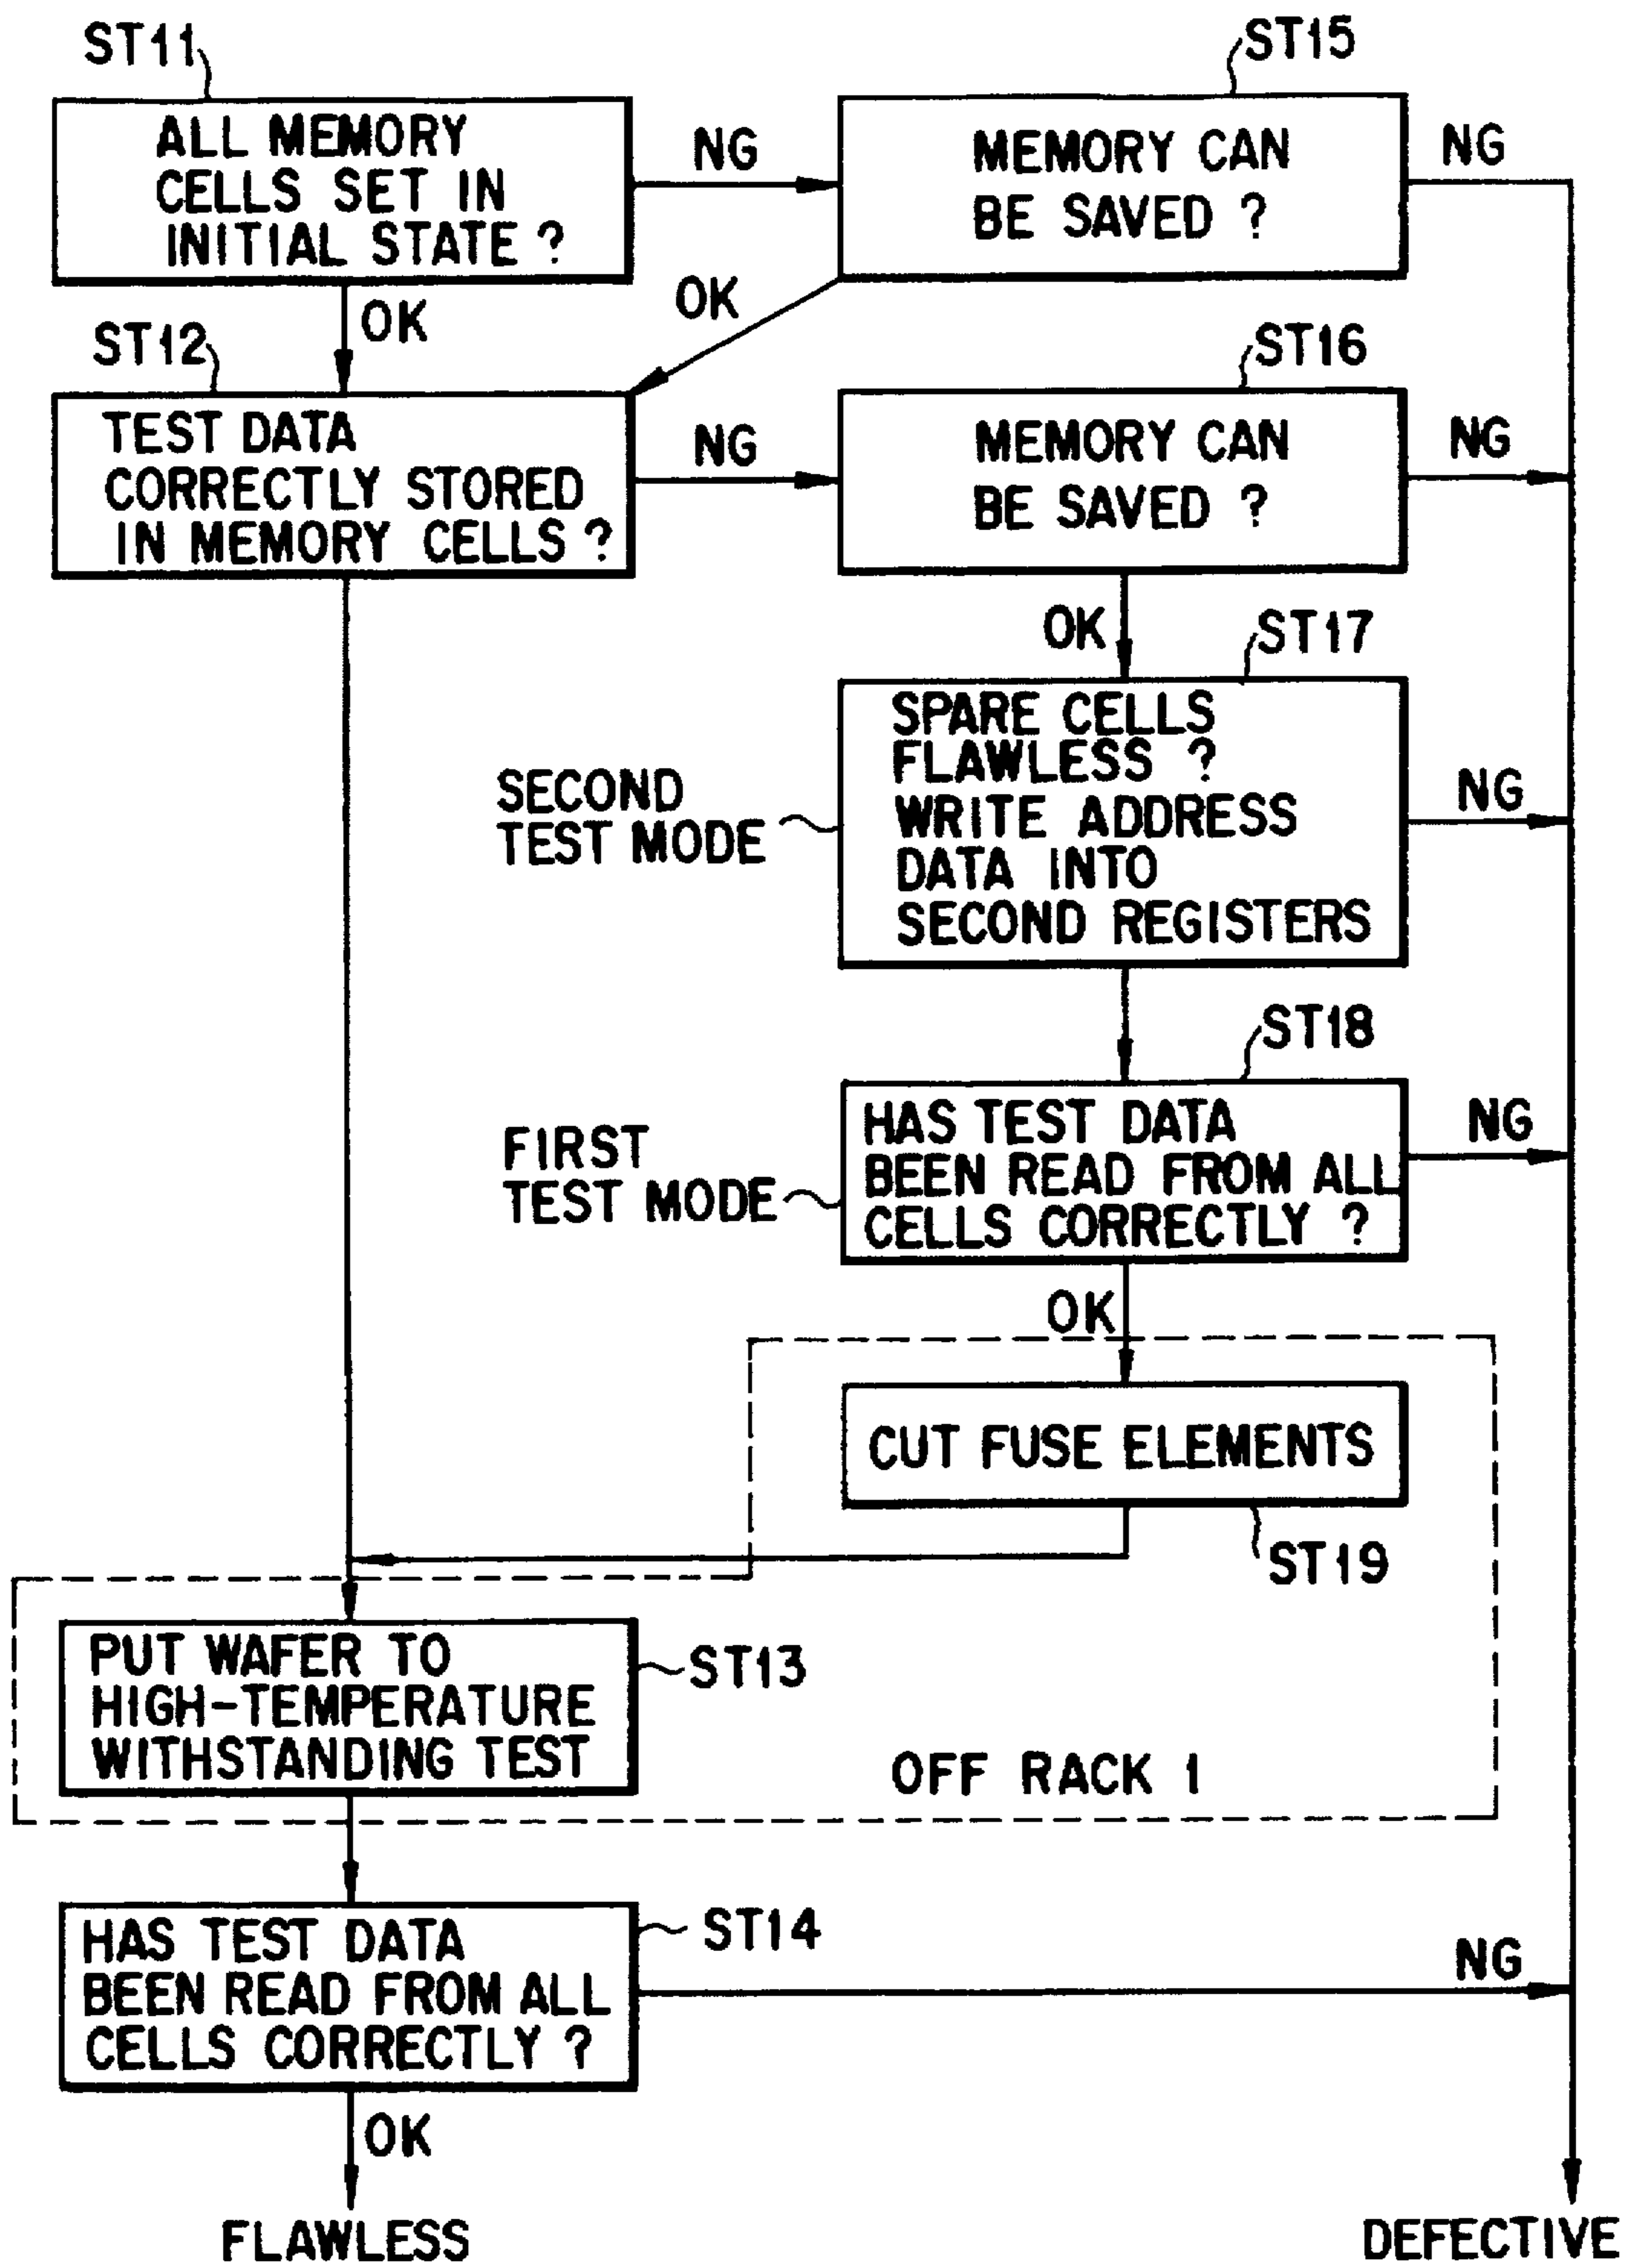 ST11
ALL MEMORY
CELLS SET IN
INITIAL STATE ?
NG
ST15
MEMORY CAN
BE SAVED ?
NG
OK
OK
ST12
TEST DATA
CORRECTLY STORED
IN MEMORY CELLS ?
NG
ST16
MEMORY CAN
BE SAVED ?
NG
OK
ST17
SPARE CELLS
FLAWLESS ?
WRITE ADDRESS
DATA INTO
SECOND REGISTERS
SECOND
TEST MODE
NG
ST18
HAS TEST DATA
BEEN READ FROM ALL
CELLS CORRECTLY ?
FIRST
TEST MODE
NG
OK
CUT FUSE ELEMENTS
ST19
PUT WAFER TO
HIGH-TEMPERATURE
WITHSTANDING TEST
ST13
OFF RACK 1
HAS TEST DATA
BEEN READ FROM ALL
CELLS CORRECTLY ?
ST14
NG
OK
FLAWLESS
DEFECTIVE